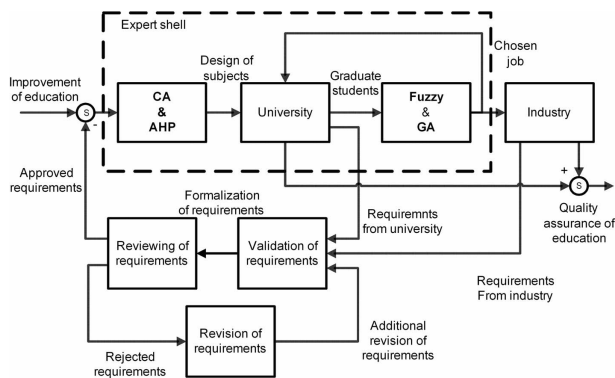 Expert shell
Chosen
job
Design of
subjects
Graduate
students
Improvement
of education
S
-
CA
&
AHP
University
Fuzzy
&
GA
Industry
+
S
Approved
requirements
Formalization
of requirements
Requiremnts
from university
Quality
assurance of
education
Reviewing of
requirements
Validation of
requirements
Requirements
From industry
Revision of
requirements
Rejected
requirements
Additional
revision of
requirements